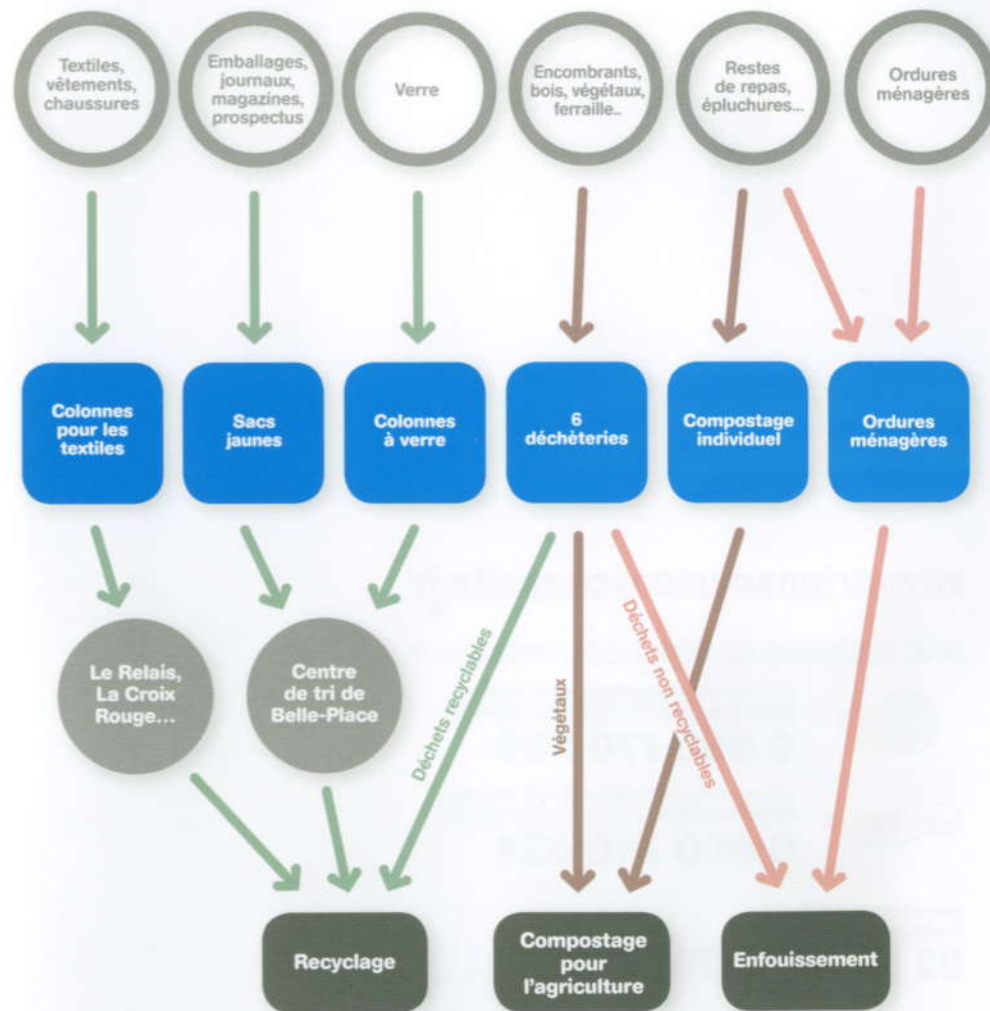 Textiles,
vêtements,
chaussures
Emballages,
journaux,
magazines,
prospectus
Verre
Encombrants,
bois, végétaux,
ferraille..
Restes
de repas,
épluchures...
Ordures
ménagères
Colonnes
pour les
textiles
Sacs
jaunes
Colonnes
à verre
6
déchèteries
Compostage
individuel
Ordures
ménagères
Le Relais,
La Croix
Rouge...
Centre
de tri de
Belle-Place
Déchets recyclables
Végétaux
Déchets non recyclables
Recyclage
Compostage
pour
l'agriculture
Enfouissement